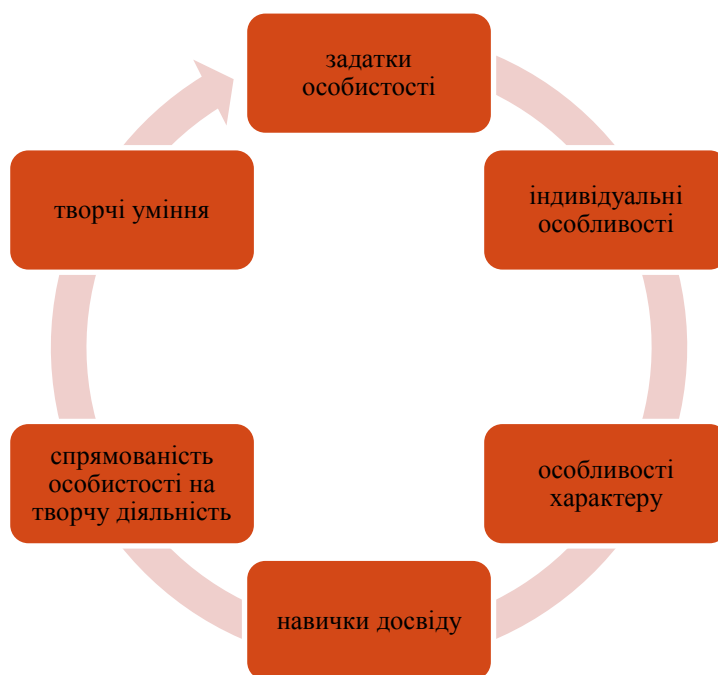 задатки
особистості
індивідуальні
особливості
особливості
характеру
навички досвіду
спрямованість
особистості на
творчу діяльність
творчі уміння